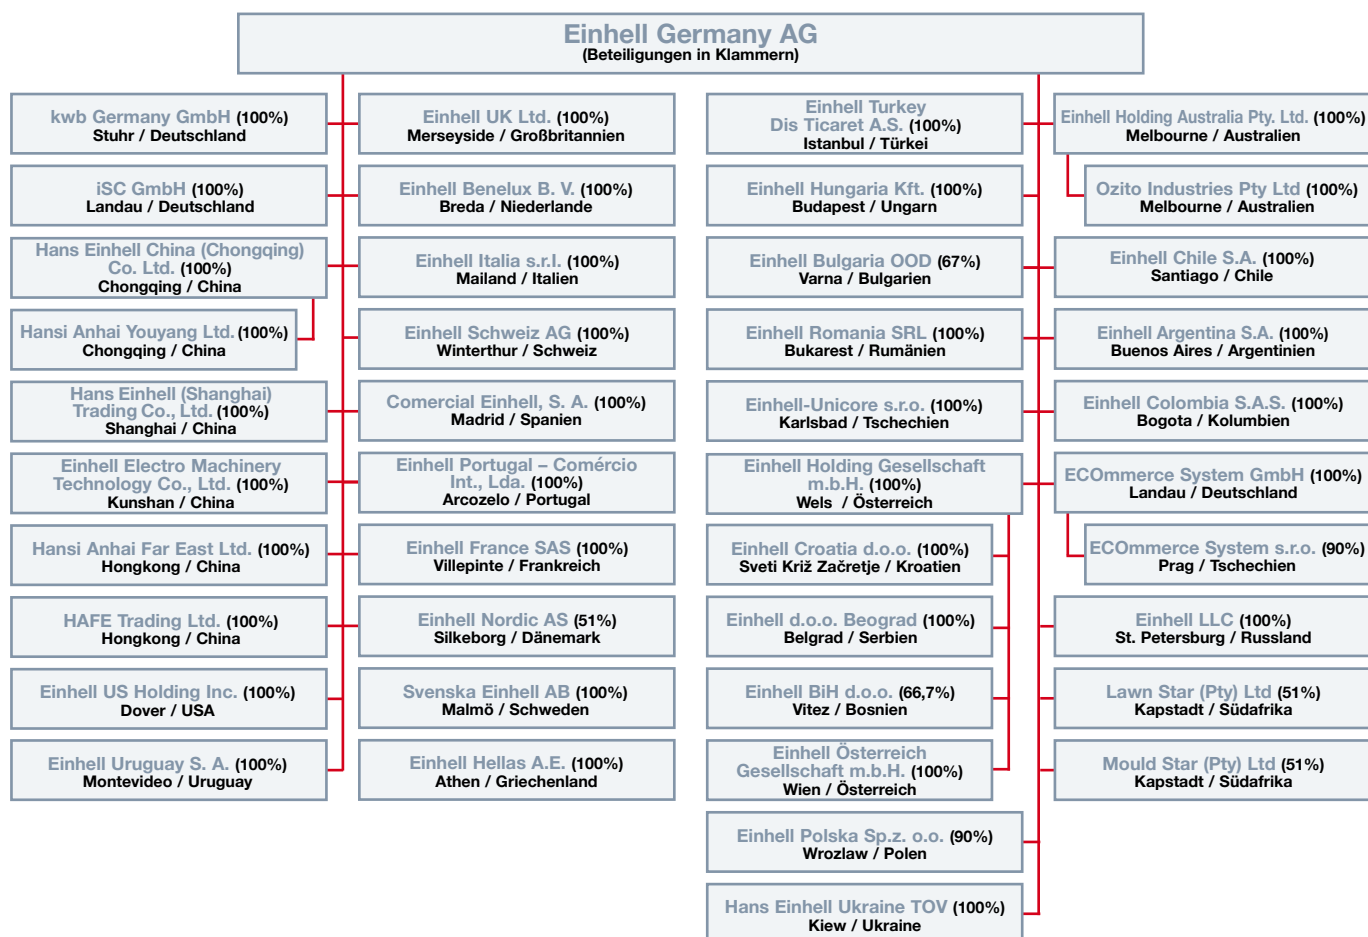 Einhell Germany AG
(Beteiligungen in Klammern)
kwb Germany GmbH (100%)
Stuhr / Deutschland
iSC GmbH (100%)
Landau / Deutschland
Hans Einhell China (Chongqing)
Co. Ltd. (100%)
Chongqing / China
Hansi Anhai Youyang Ltd. (100%)
Chongqing / China
Hans Einhell (Shanghai)
Trading Co., Ltd. (100%)
Shanghai / China
Einhell Electro Machinery
Technology Co., Ltd. (100%)
Kunshan / China
Hansi Anhai Far East Ltd. (100%)
Hongkong / China
HAFE Trading Ltd. (100%)
Hongkong / China
Einhell US Holding Inc. (100%)
Dover / USA
Einhell Uruguay S. A. (100%)
Montevideo / Uruguay
Einhell UK Ltd. (100%)
Merseyside / Großbritannien
Einhell Benelux B. V. (100%)
Breda / Niederlande
Einhell Italia s.r.l. (100%)
Mailand / Italien
Einhell Schweiz AG (100%)
Winterthur / Schweiz
Comercial Einhell, S. A. (100%)
Madrid / Spanien
Einhell Portugal – Comércio
Int., Lda. (100%)
Arcozelo / Portugal
Einhell France SAS (100%)
Villepinte / Frankreich
Einhell Nordic AS (51%)
Silkeborg / Dänemark
Svenska Einhell AB (100%)
Malmö / Schweden
Einhell Hellas A.E. (100%)
Athen / Griechenland
Einhell Turkey
Dis Ticaret A.S. (100%)
Istanbul / Türkei
Einhell Hungaria Kft. (100%)
Budapest / Ungarn
Einhell Bulgaria OOD (67%)
Varna / Bulgarien
Einhell Romania SRL (100%)
Bukarest / Rumänien
Einhell-Unicore s.r.o. (100%)
Karlsbad / Tschechien
Einhell Holding Gesellschaft
m.b.H. (100%)
Wels / Österreich
Einhell Croatia d.o.o. (100%)
Sveti Križ Začretje / Kroatien
Einhell d.o.o. Beograd (100%)
Belgrad / Serbien
Einhell BiH d.o.o. (66,7%)
Vitez / Bosnien
Einhell Österreich
Gesellschaft m.b.H. (100%)
Wien / Österreich
Einhell Polska Sp.z. o.o. (90%)
Wrozlaw / Polen
Hans Einhell Ukraine TOV (100%)
Kiew / Ukraine
Einhell Holding Australia Pty. Ltd. (100%)
Melbourne / Australien
Ozito Industries Pty Ltd (100%)
Melbourne / Australien
Einhell Chile S.A. (100%)
Santiago / Chile
Einhell Argentina S.A. (100%)
Buenos Aires / Argentinien
Einhell Colombia S.A.S. (100%)
Bogota / Kolumbien
ECOmmerce System GmbH (100%)
Landau / Deutschland
ECOmmerce System s.r.o. (90%)
Prag / Tschechien
Einhell LLC (100%)
St. Petersburg / Russland
Lawn Star (Pty) Ltd (51%)
Kapstadt / Südafrika
Mould Star (Pty) Ltd (51%)
Kapstadt / Südafrika